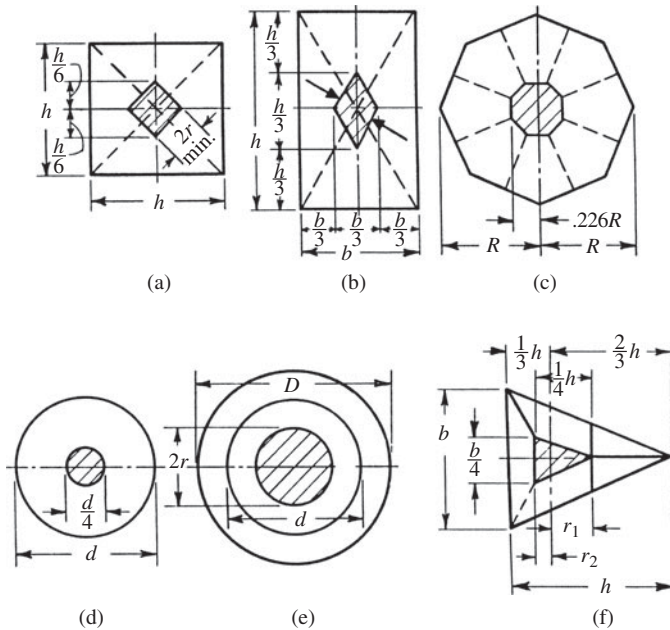 h/6
h
h/6
2r min.
h
(a)
h/3
h/3
h
h/3
b/3 b/3 b/3
b
(b)
.226R
R R
(c)
d/4
d
(d)
D
2r
d
(e)
1/3 h 2/3 h
1/4 h
b
b/4
r₁
r₂
h
(f)